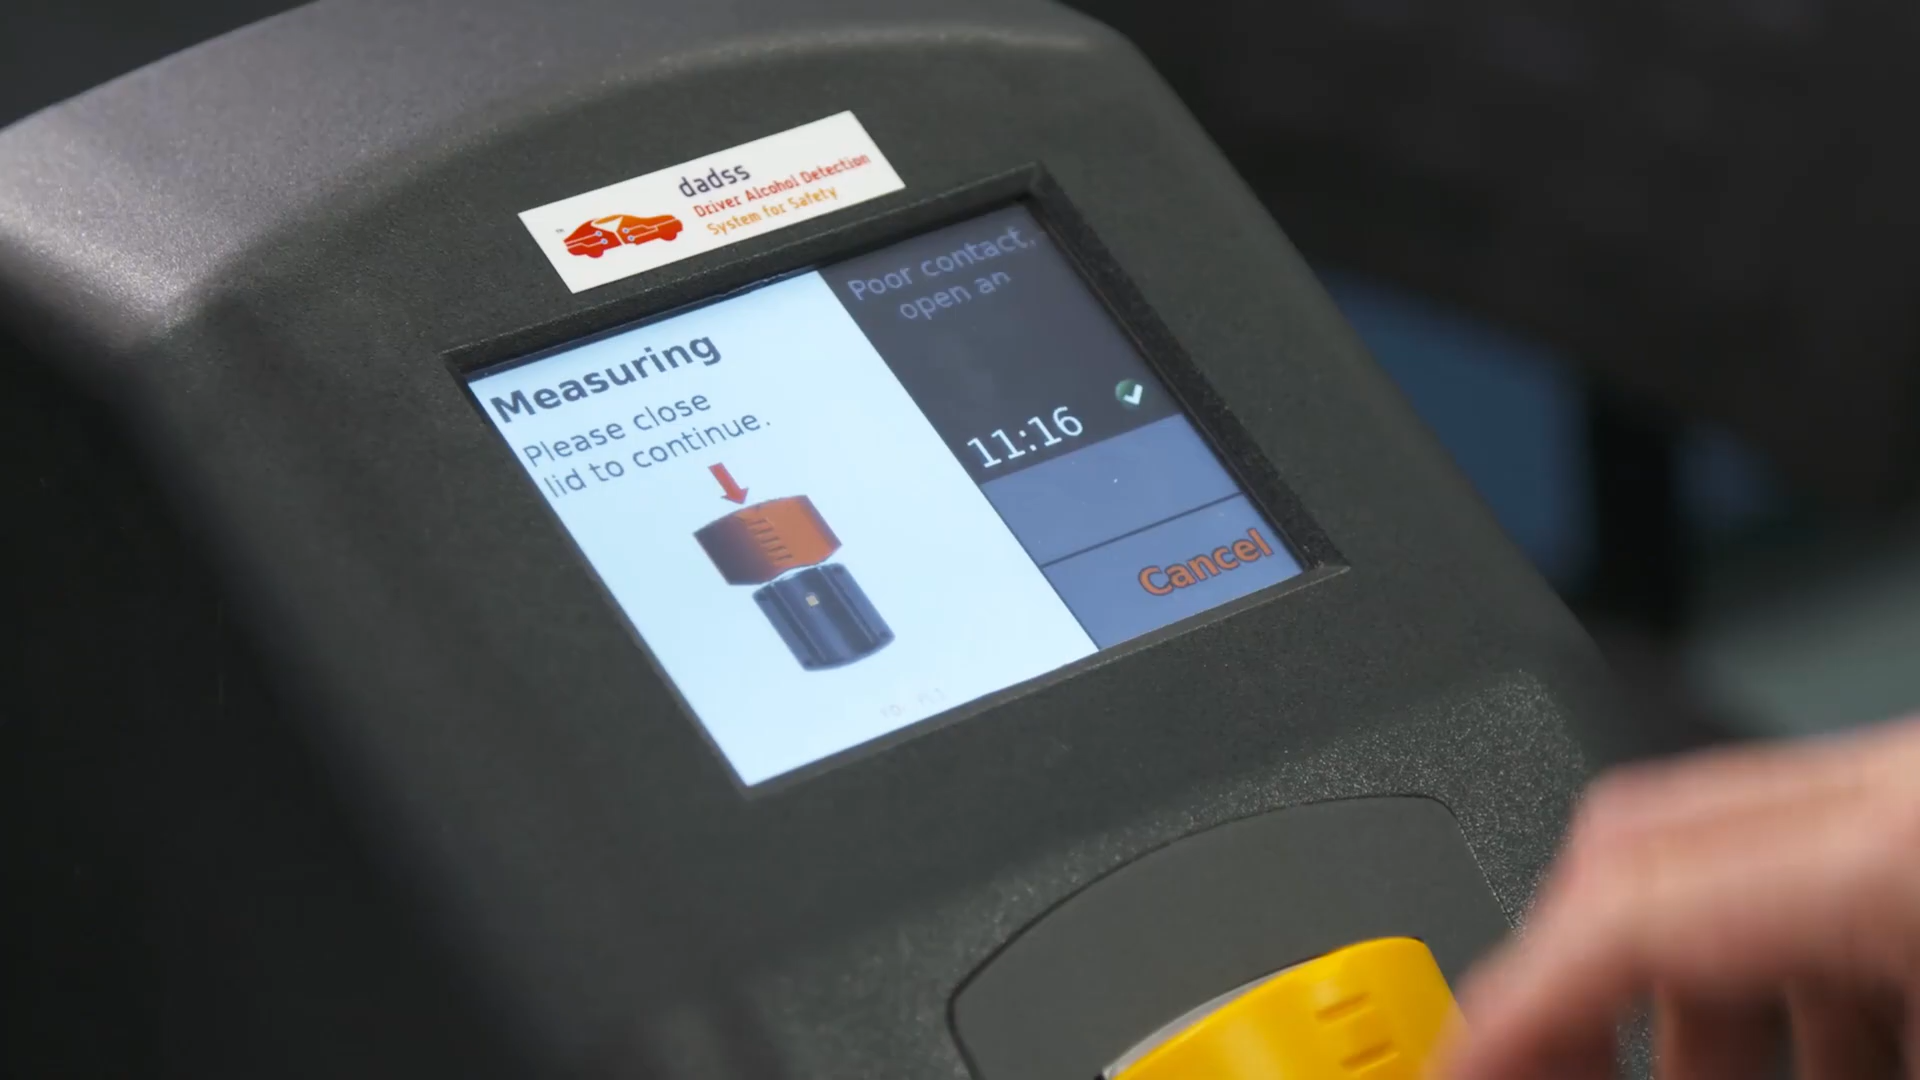 dadss
Driver Alcohol Detection
System for Safety
Measuring
Please close
lid to continue.
Poor contact,
open an
11:16
Cancel